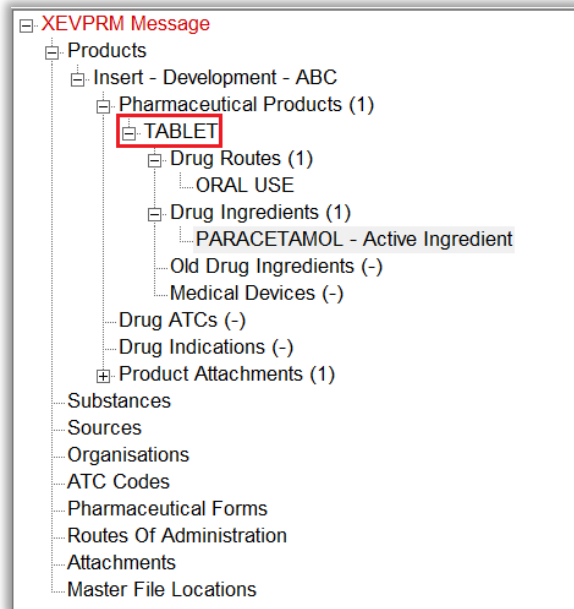 XEVPRM Message
Products
Insert - Development - ABC
Pharmaceutical Products (1)
TABLET
Drug Routes (1)
ORAL USE
Drug Ingredients (1)
PARACETAMOL - Active Ingredient
Old Drug Ingredients (-)
Medical Devices (-)
Drug ATCs (-)
Drug Indications (-)
Product Attachments (1)
Substances
Sources
Organisations
ATC Codes
Pharmaceutical Forms
Routes Of Administration
Attachments
Master File Locations